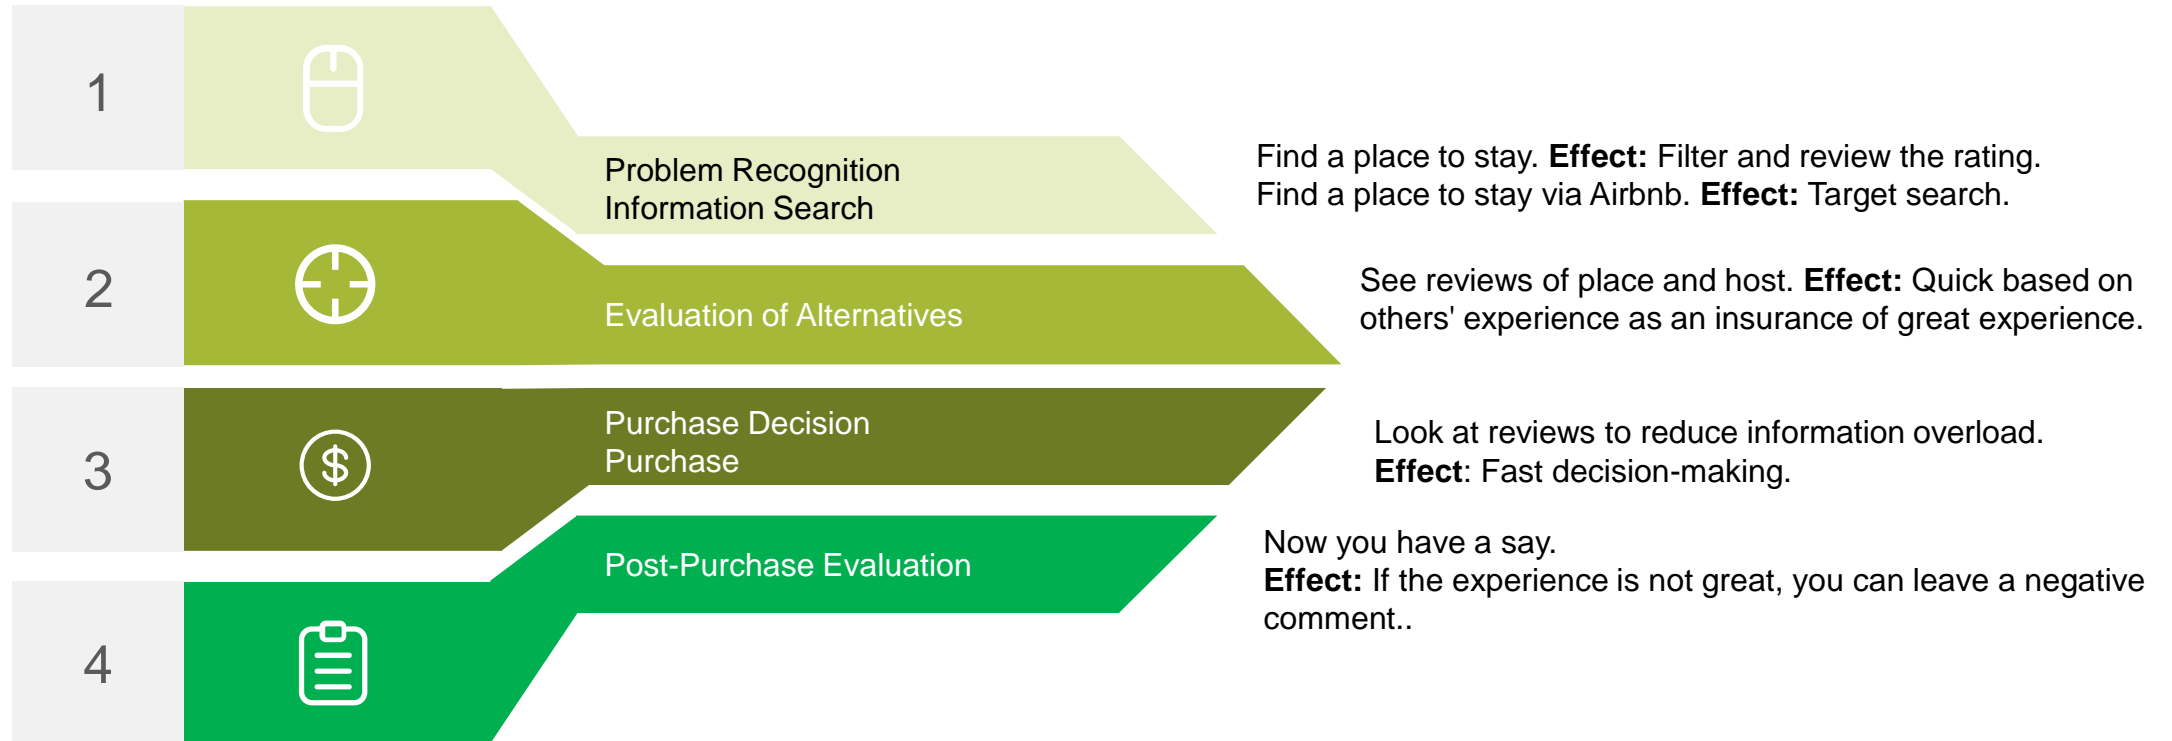 1
Problem Recognition
Information Search
Find a place to stay. Effect: Filter and review the rating.
Find a place to stay via Airbnb. Effect: Target search.
2
Evaluation of Alternatives
See reviews of place and host. Effect: Quick based on
others' experience as an insurance of great experience.
3
$
Purchase Decision
Purchase
Look at reviews to reduce information overload.
Effect: Fast decision-making.
4
Post-Purchase Evaluation
Now you have a say.
Effect: If the experience is not great, you can leave a negative
comment..